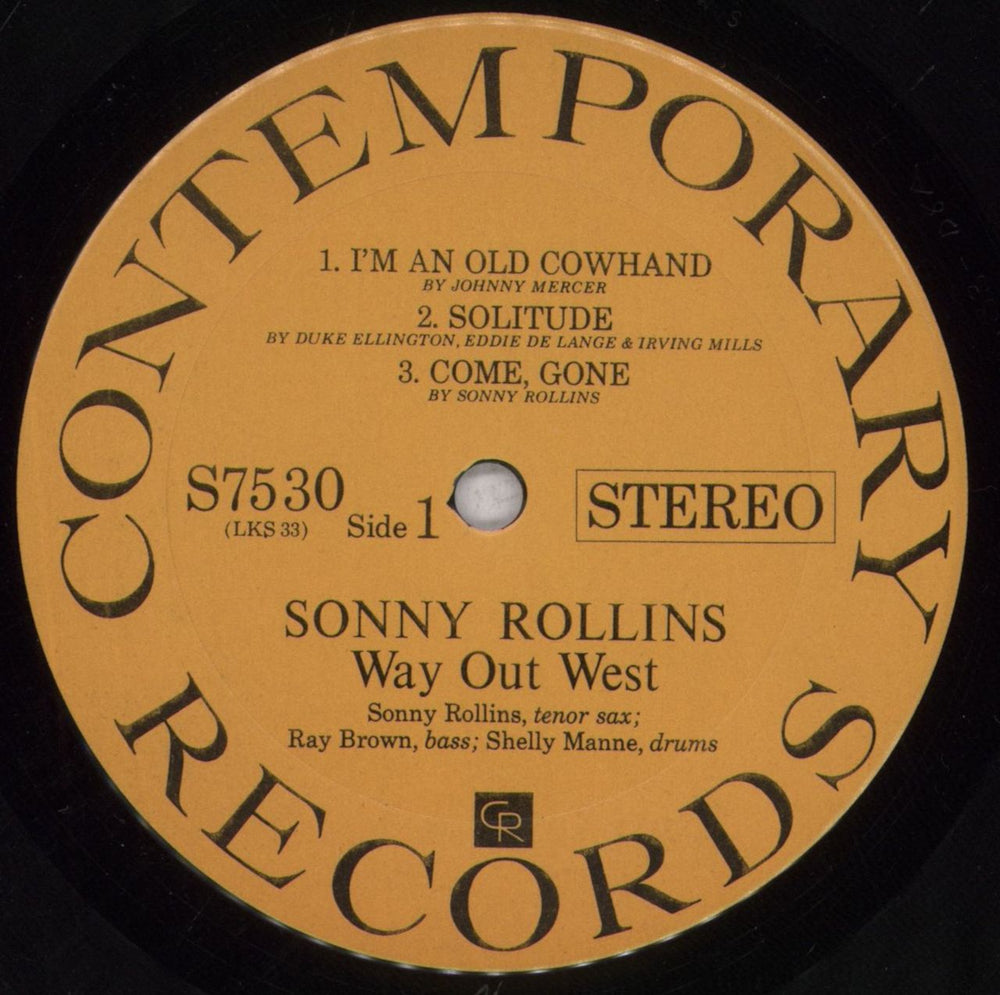 CONTEMPORARY
1. I'M AN OLD COWHAND
BY JOHNNY MERCER
2. SOLITUDE
BY DUKE ELLINGTON, EDDIE DE LANGE & IRVING MILLS
3. COME, GONE
BY SONNY ROLLINS
S7530
(LKS 33)
Side 1
STEREO
SONNY ROLLINS
Way Out West
Sonny Rollins, tenor sax;
Ray Brown, bass; Shelly Manne, drums
CR
RECORDS